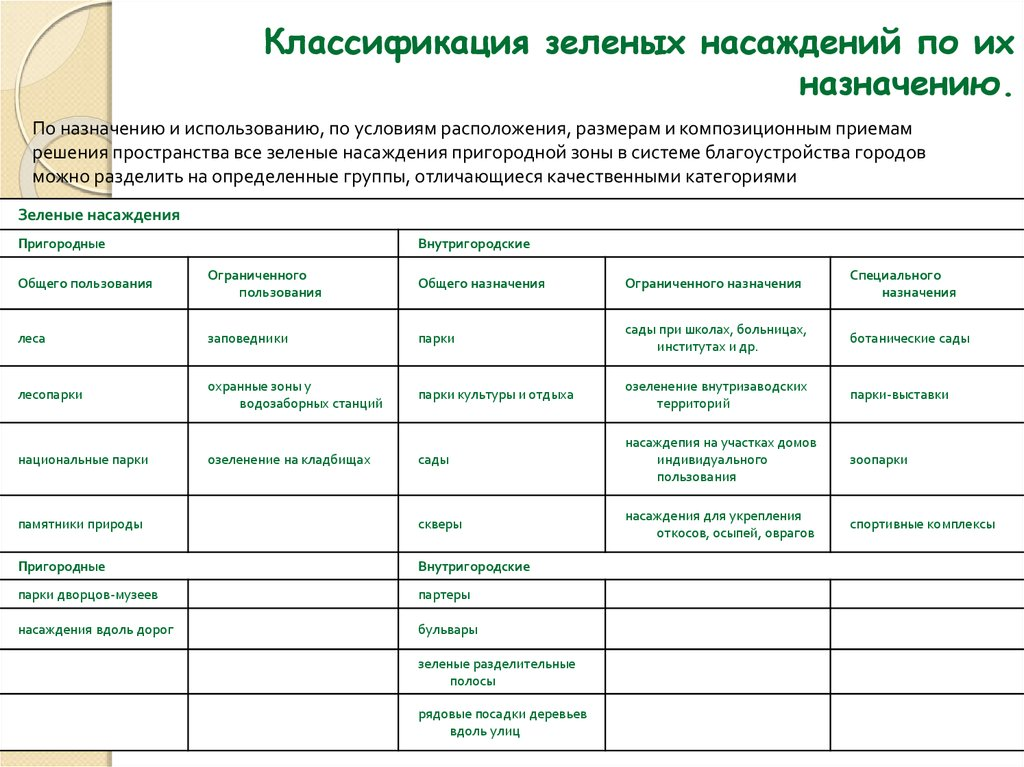 Классификация зеленых насаждений по их
назначению.
По назначению и использованию, по условиям расположения, размерам и композиционным приемам
решения пространства все зеленые насаждения пригородной зоны в системе благоустройства городов
можно разделить на определенные группы, отличающиеся качественными категориями
Зеленые насаждения
Пригородные
Внутригородские
Общего пользования
Ограниченного
пользования
Общего назначения
Ограниченного назначения
Специального
назначения
леса
заповедники
парки
сады при школах, больницах,
институтах и др.
ботанические сады
лесопарки
охранные зоны у
водозаборных станций
парки культуры и отдыха
озеленение внутризаводских
территорий
парки-выставки
национальные парки
озеленение на кладбищах
сады
насаждепия на участках домов
индивидуального
пользования
зоопарки
памятники природы
скверы
насаждения для укрепления
откосов, осыпей, оврагов
спортивные комплексы
Пригородные
Внутригородские
парки дворцов-музеев
партеры
насаждения вдоль дорог
бульвары
зеленые разделительные
полосы
рядовые посадки деревьев
вдоль улиц